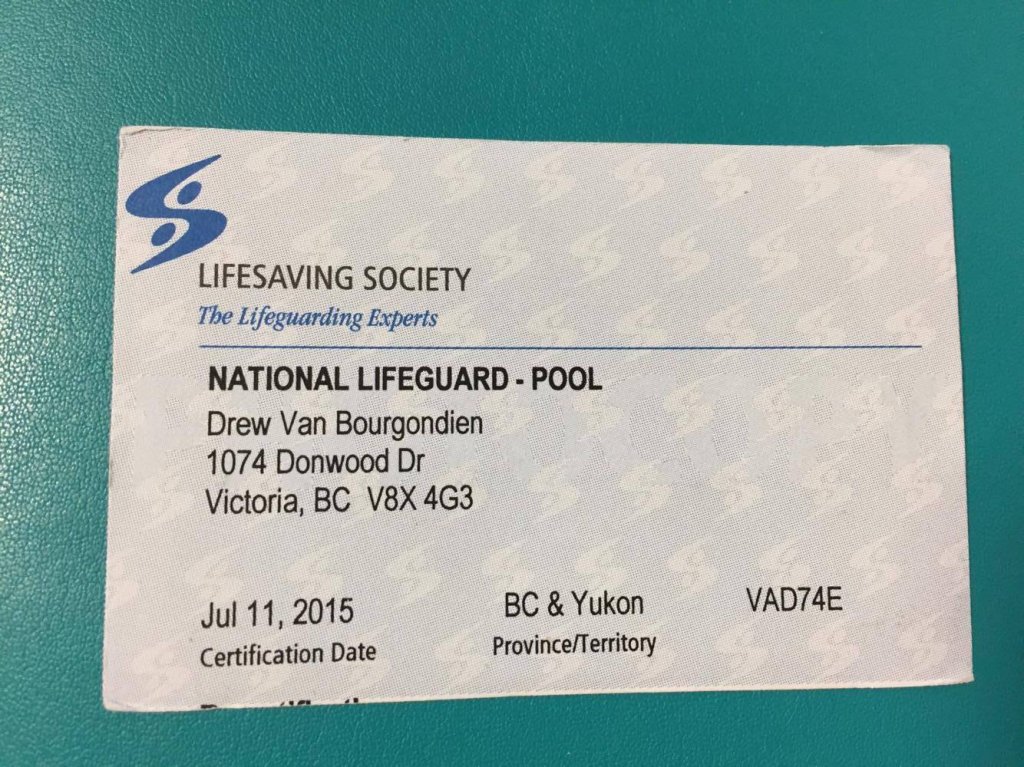 LIFESAVING SOCIETY
The Lifeguarding Experts
NATIONAL LIFEGUARD - POOL
Drew Van Bourgondien
1074 Donwood Dr
Victoria, BC  V8X 4G3
Jul 11, 2015 BC & Yukon VAD74E
Certification Date Province/Territory